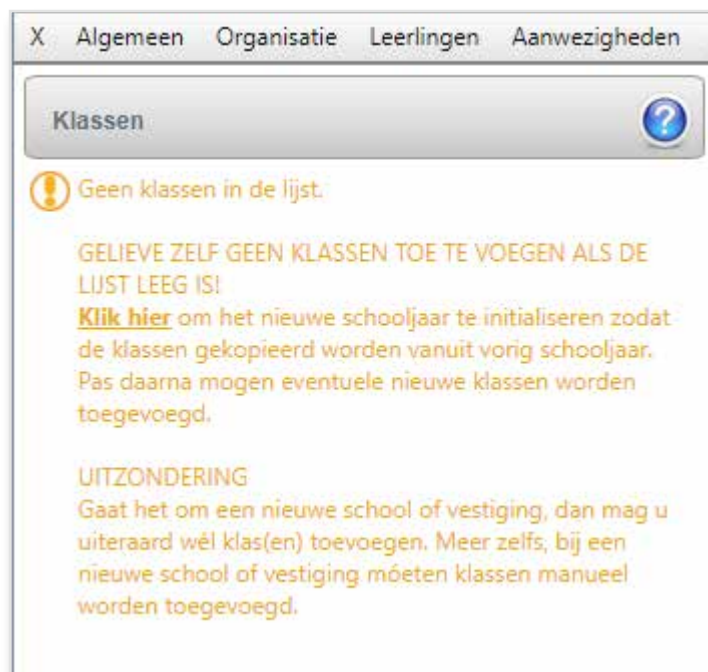 X Algemeen Organisatie Leerlingen Aanwezigheden
Klassen
?
Geen klassen in de lijst.
GELIEVE ZELF GEEN KLASSEN TOE TE VOEGEN ALS DE
LIJST LEEG IS!
Klik hier om het nieuwe schooljaar te initialiseren zodat
de klassen gekopieerd worden vanuit vorig schooljaar.
Pas daarna mogen eventuele nieuwe klassen worden
toegevoegd.
UITZONDERING
Gaat het om een nieuwe school of vestiging, dan mag u
uiteraard wél klas(en) toevoegen. Meer zelfs, bij een
nieuwe school of vestiging móeten klassen manueel
worden toegevoegd.